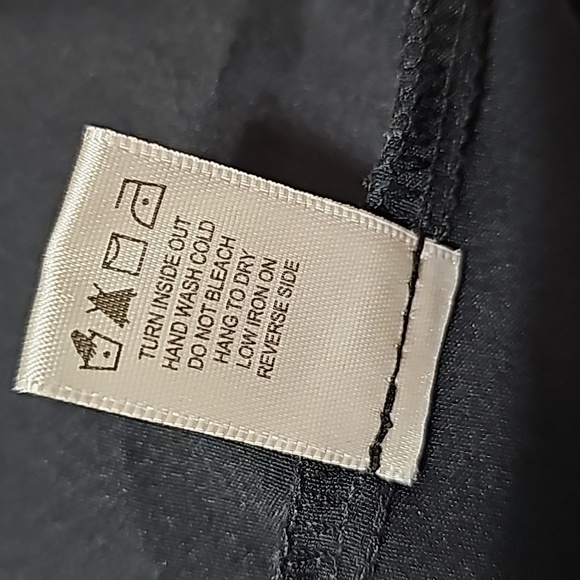 TURN INSIDE OUT
HAND WASH COLD
DO NOT BLEACH
HANG TO DRY
LOW IRON ON
REVERSE SIDE